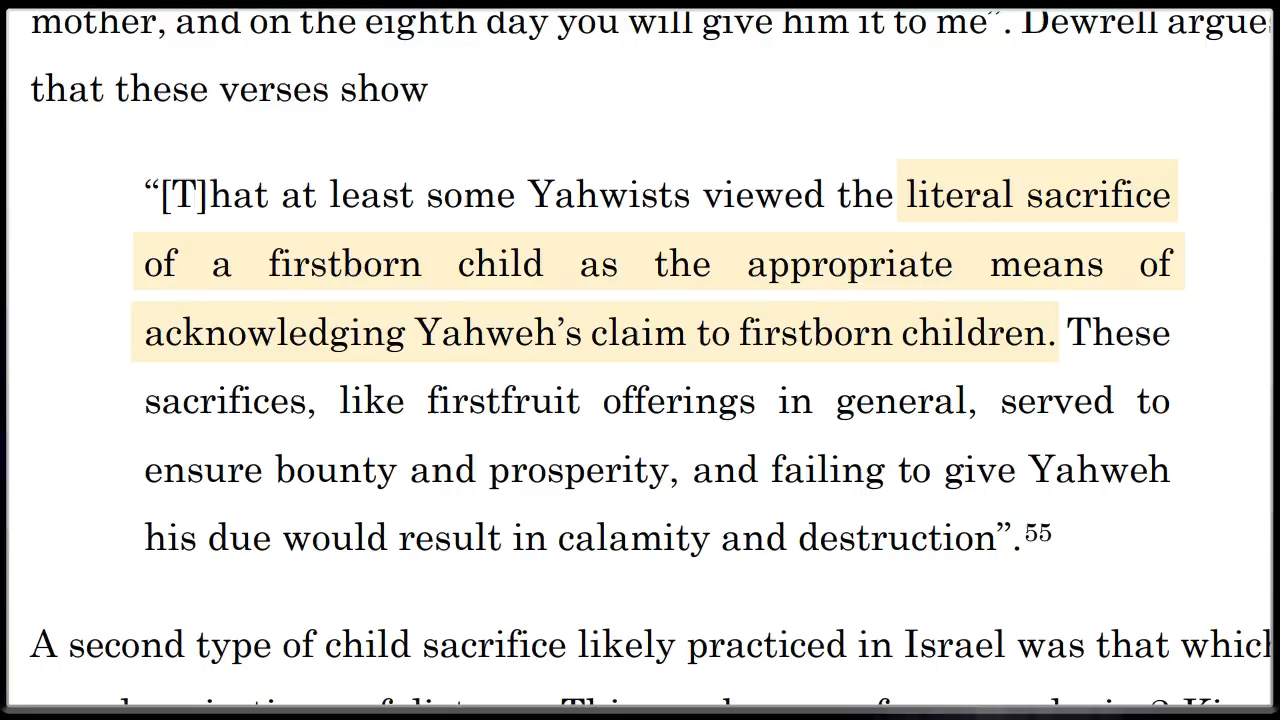 mother, and on the eighth day you will give him it to me”. Dewrell argues
that these verses show
“[T]hat at least some Yahwists viewed the literal sacrifice
of a firstborn child as the appropriate means of
acknowledging Yahweh’s claim to firstborn children. These
sacrifices, like firstfruit offerings in general, served to
ensure bounty and prosperity, and failing to give Yahweh
his due would result in calamity and destruction”.⁵⁵
A second type of child sacrifice likely practiced in Israel was that which